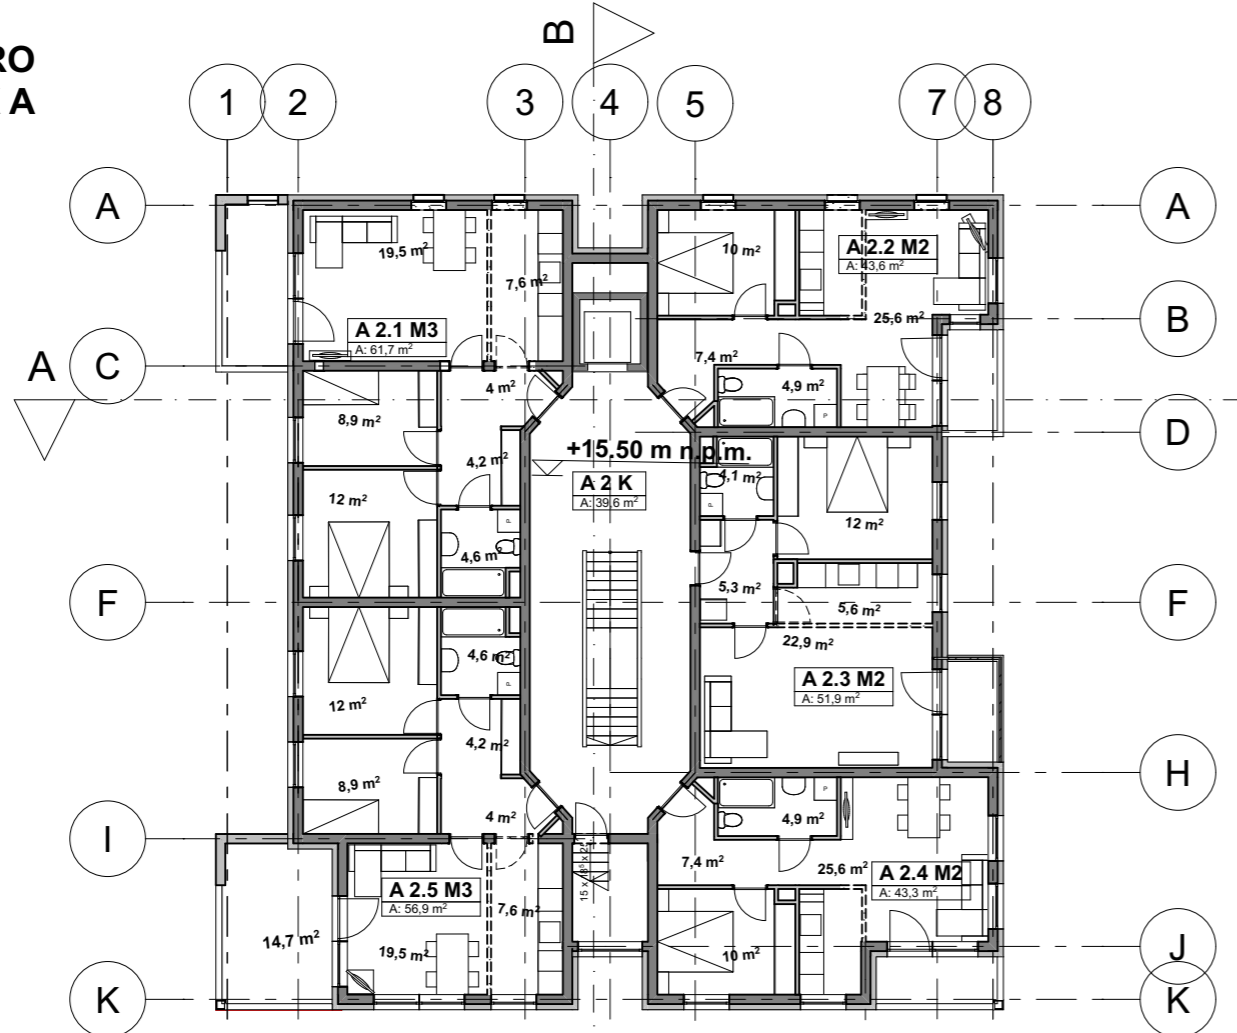 B
RO
A
1
2
3
4
5
7
8
A
A
19,5 m²
7,6 m²
10 m²
A 2.2 M2
A: 43,6 m²
25,6 m²
B
A 2.1 M3
A: 61,7 m²
A
C
4 m²
7,4 m²
4,9 m²
P
8,9 m²
D
4,2 m²
+15.50 m n.p.m.
4,1 m²
A 2 K
A: 39,6 m²
12 m²
P
P
12 m²
4,6 m²
5,3 m²
5,6 m²
F
F
22,9 m²
4,6 m²
P
A 2.3 M2
A: 51,9 m²
12 m²
4,2 m²
H
8,9 m²
4 m²
4,9 m²
P
I
7,4 m²
25,6 m²
A 2.4 M2
A: 43,3 m²
A 2.5 M3
A: 56,9 m²
7,6 m²
14,7 m²
19,5 m²
10 m²
J
K
K